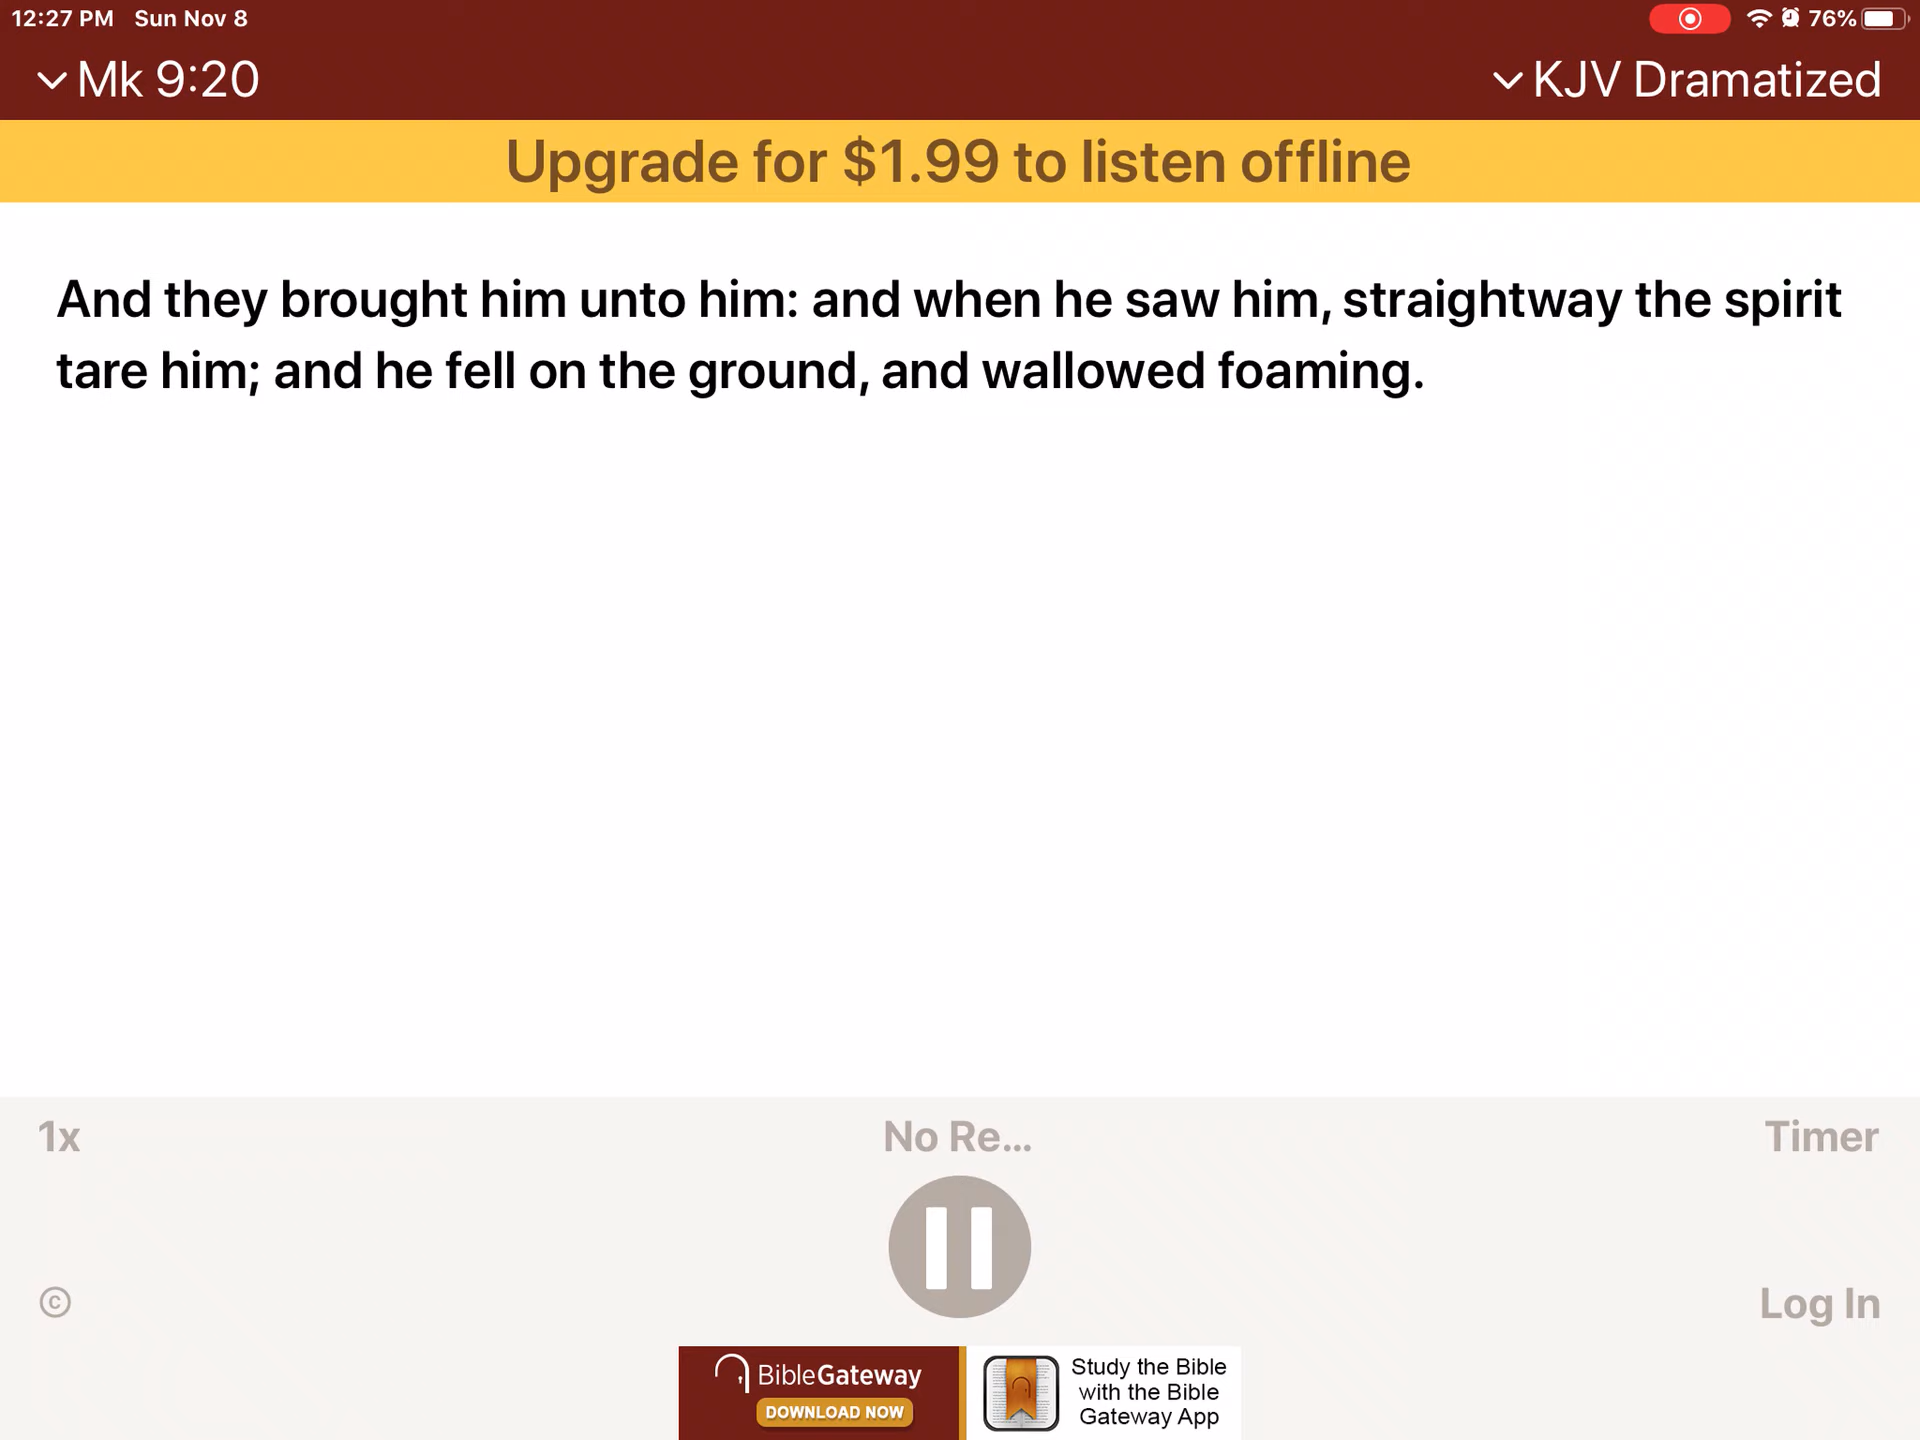 12:27 PM Sun Nov 8 76%
Mk 9:20 KJV Dramatized
Upgrade for $1.99 to listen offline
And they brought him unto him: and when he saw him, straightway the spirit
tare him; and he fell on the ground, and wallowed foaming.
1x No Re... Timer
© Log In
BibleGateway
DOWNLOAD NOW
Study the Bible
with the Bible
Gateway App